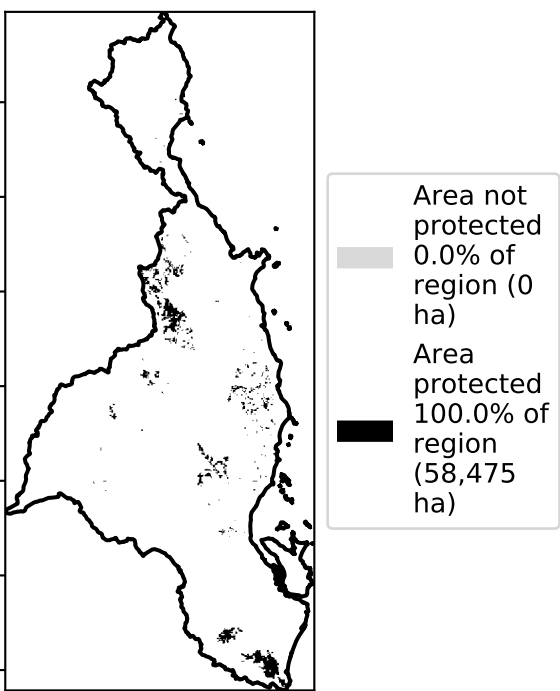 Area not
protected
0.0% of
region (0
ha)
Area
protected
100.0% of
region
(58,475
ha)